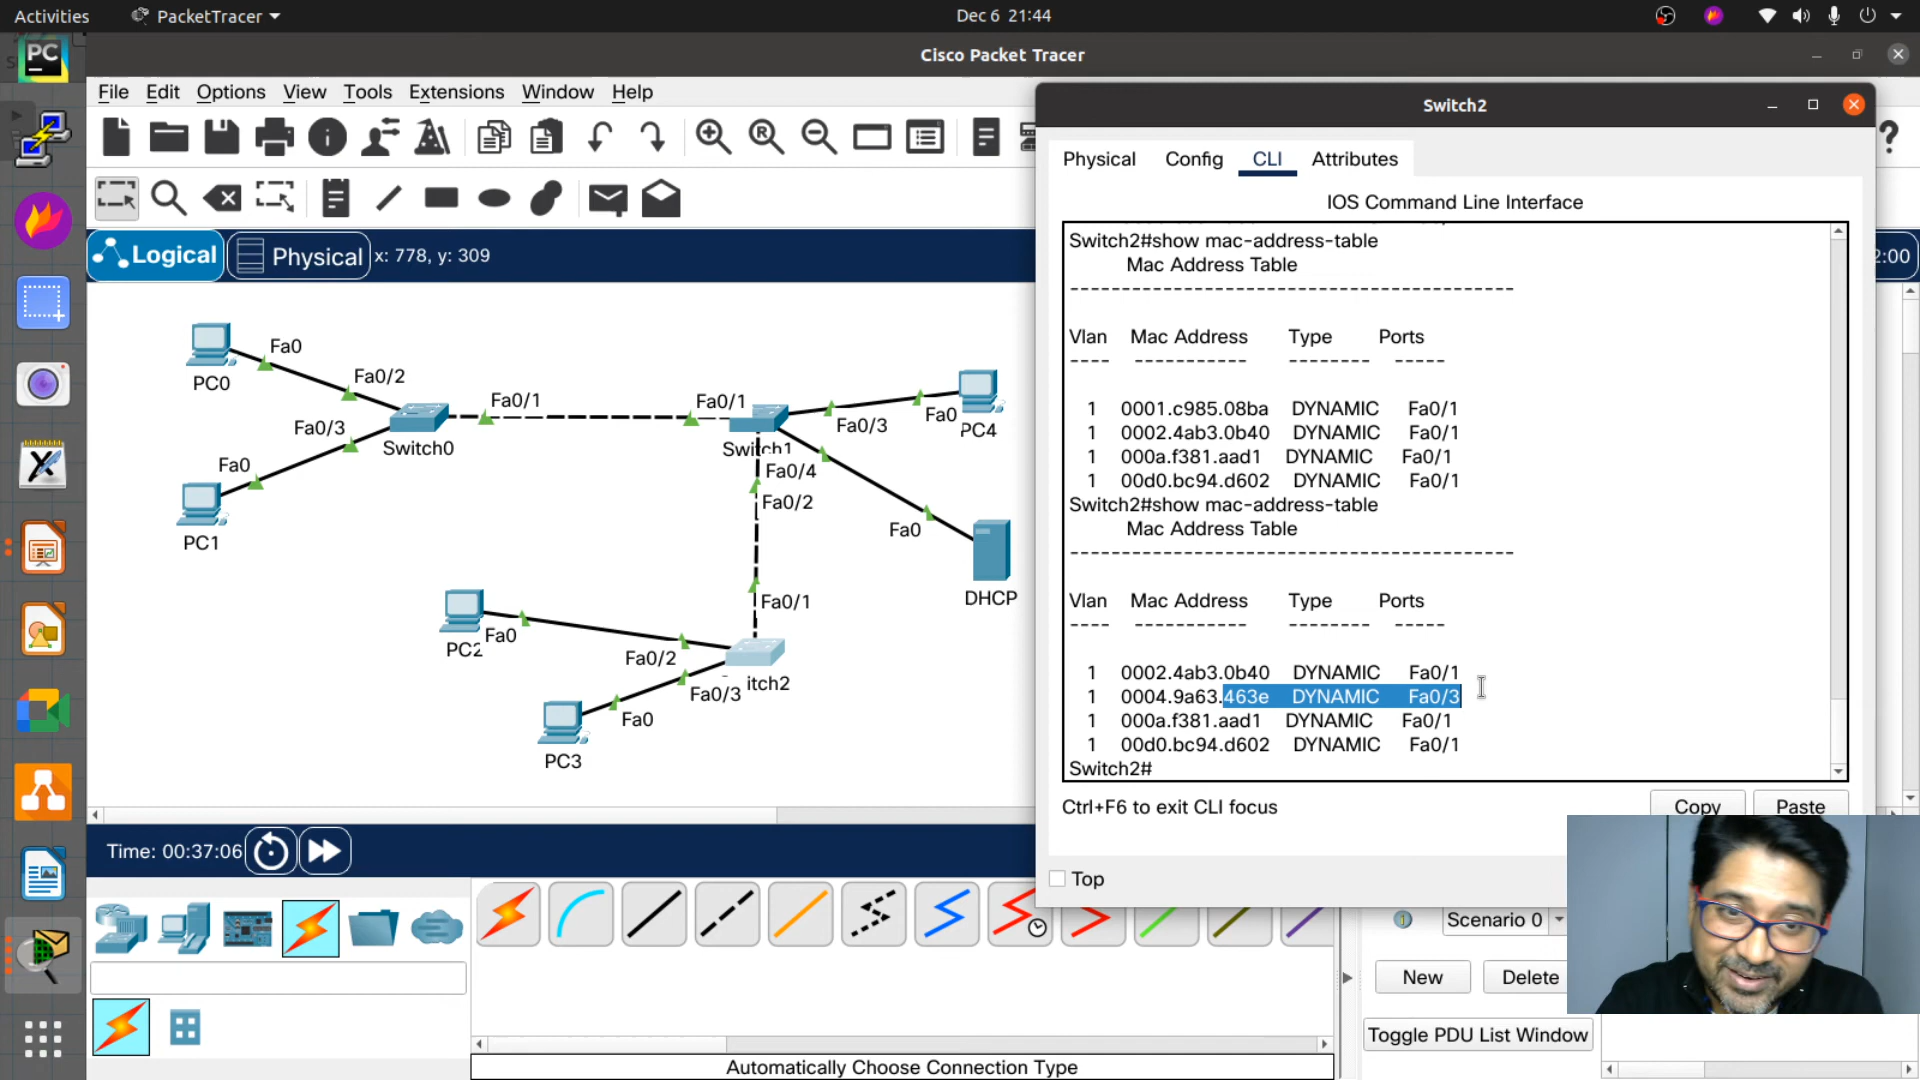 Activities
PacketTracer
Dec 6 21:44
PC
Cisco Packet Tracer
File Edit Options View Tools Extensions Window Help
Logical
Physical
x: 778, y: 309
2:00
PC0
Fa0
Fa0/2
Fa0/3
Fa0
PC1
Switch0
Fa0/1
Fa0/1
Switch1
Fa0/3
Fa0
PC4
Fa0/4
Fa0/2
Fa0
DHCP
Fa0/1
PC2
Fa0
Fa0/2
itch2
Fa0/3
Fa0
PC3
Switch2
Physical Config CLI Attributes
IOS Command Line Interface
Switch2#show mac-address-table
Mac Address Table
-------------------------------------------
Vlan Mac Address Type Ports
---- ----------- -------- -----
1 0001.c985.08ba DYNAMIC Fa0/1
1 0002.4ab3.0b40 DYNAMIC Fa0/1
1 000a.f381.aad1 DYNAMIC Fa0/1
1 00d0.bc94.d602 DYNAMIC Fa0/1
Switch2#show mac-address-table
Mac Address Table
-------------------------------------------
Vlan Mac Address Type Ports
---- ----------- -------- -----
1 0002.4ab3.0b40 DYNAMIC Fa0/1
1 0004.9a63.463e DYNAMIC Fa0/3
1 000a.f381.aad1 DYNAMIC Fa0/1
1 00d0.bc94.d602 DYNAMIC Fa0/1
Switch2#
Ctrl+F6 to exit CLI focus
Copy
Paste
Top
Time: 00:37:06
Scenario 0
New
Delete
Toggle PDU List Window
Automatically Choose Connection Type